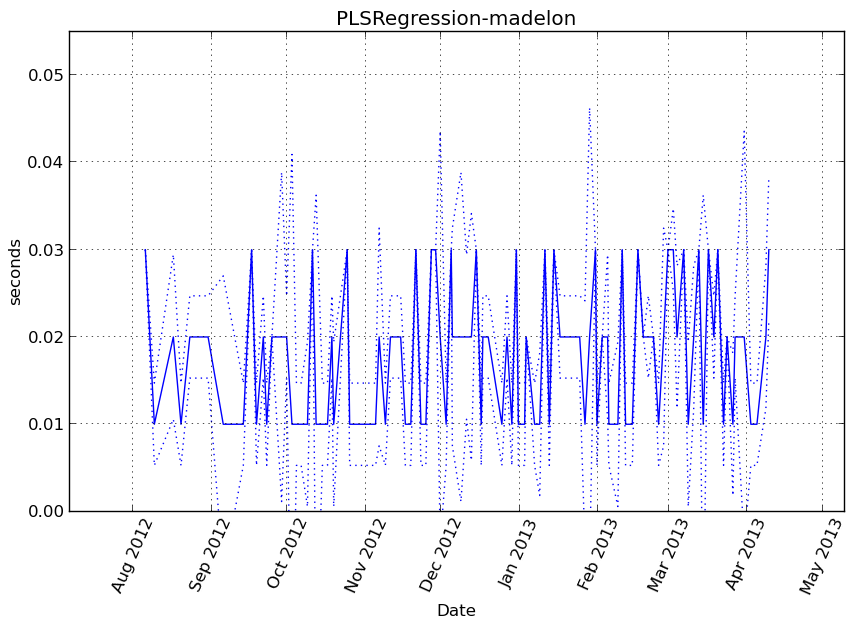 PLSRegression-madelon
seconds
0.05
0.04
0.03
0.02
0.01
0.00
Aug 2012
Sep 2012
Oct 2012
Nov 2012
Dec 2012
Jan 2013
Feb 2013
Mar 2013
Apr 2013
May 2013
Date